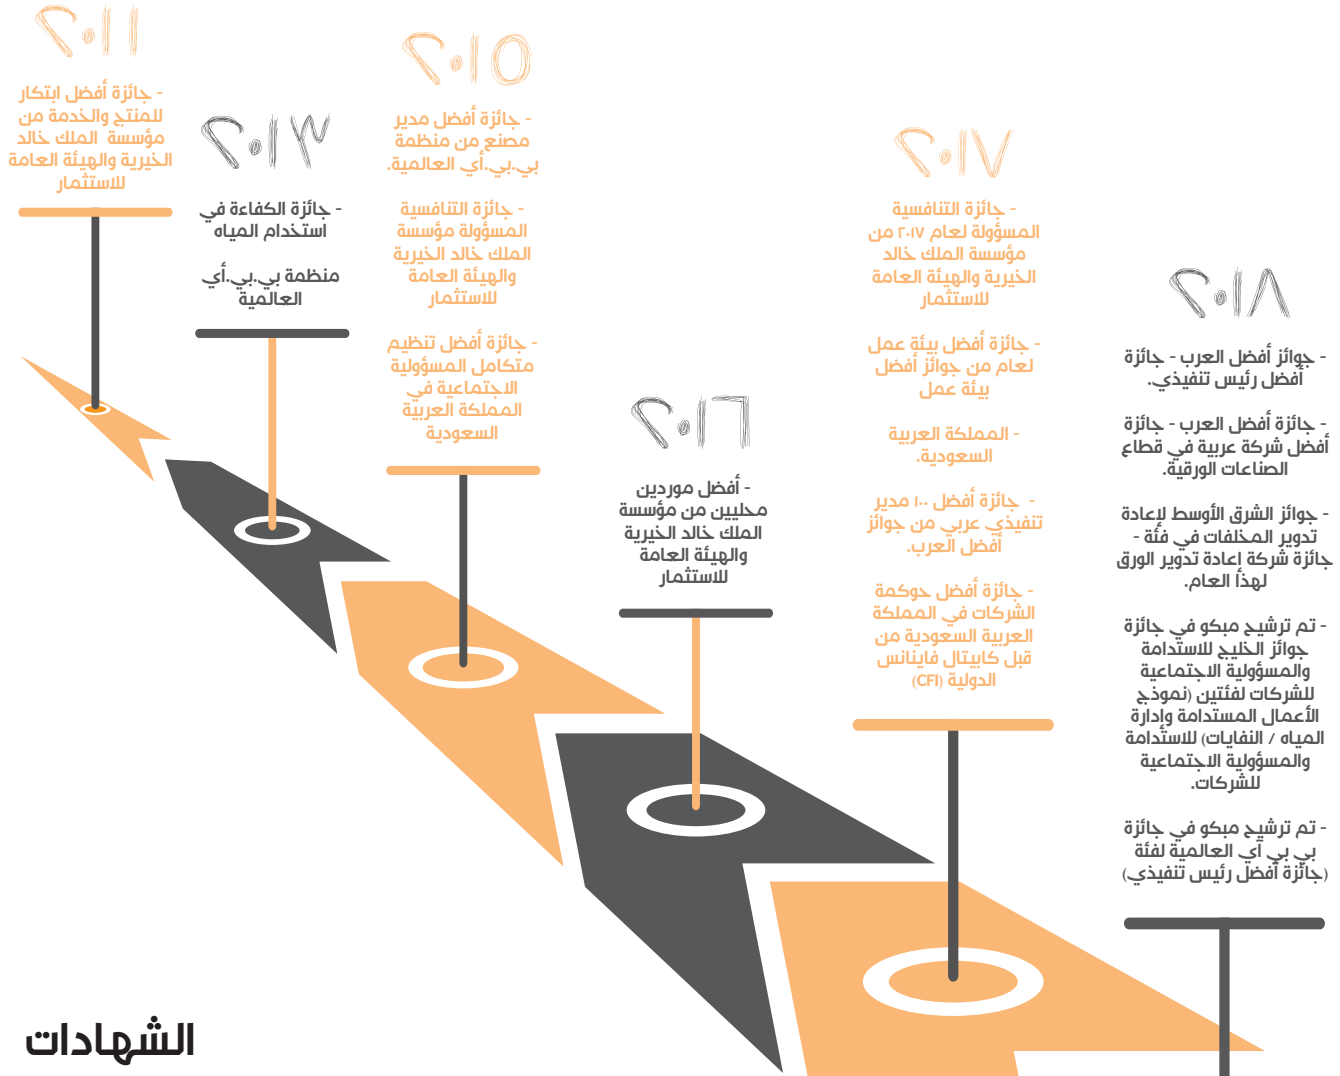 ٢٠١١
- جائزة أفضل ابتكار
للمنتج والخدمة من
مؤسسة الملك خالد
الخيرية والهيئة العامة
للاستثمار
٢٠١٣
- جائزة الكفاءة في
استخدام المياه
منظمة بي.بي.أي
العالمية
٢٠١٥
- جائزة أفضل مدير
مصنع من منظمة
بي.بي.أي العالمية.
- جائزة التنافسية
المسؤولة مؤسسة
الملك خالد الخيرية
والهيئة العامة
للاستثمار
- جائزة أفضل تنظيم
متكامل المسؤولية
الاجتماعية في
المملكة العربية
السعودية
٢٠١٦
- أفضل موردين
محليين من مؤسسة
الملك خالد الخيرية
والهيئة العامة
للاستثمار
٢٠١٧
- جائزة التنافسية
المسؤولة لعام ٢٠١٧ من
مؤسسة الملك خالد
الخيرية والهيئة العامة
للاستثمار
- جائزة أفضل بيئة عمل
لعام من جوائز أفضل
بيئة عمل
- المملكة العربية
السعودية.
- جائزة أفضل ١٠٠ مدير
تنفيذي عربي من جوائز
أفضل العرب.
- جائزة أفضل حوكمة
الشركات في المملكة
العربية السعودية من
قبل كابيتال فاينانس
الدولية (CFI)
٢٠١٨
- جوائز أفضل العرب - جائزة
أفضل رئيس تنفيذي.
- جائزة أفضل العرب - جائزة
أفضل شركة عربية في قطاع
الصناعات الورقية.
- جوائز الشرق الأوسط لإعادة
تدوير المخلفات في فئة -
جائزة شركة إعادة تدوير الورق
لهذا العام.
- تم ترشيح مبكو في جائزة
جوائز الخليج للاستدامة
والمسؤولية الاجتماعية
للشركات لفئتين (نموذج
الأعمال المستدامة وإدارة
المياه / النفايات) للاستدامة
والمسؤولية الاجتماعية
للشركات.
- تم ترشيح مبكو في جائزة
بي بي آي العالمية لفئة
(جائزة أفضل رئيس تنفيذي)
الشهادات